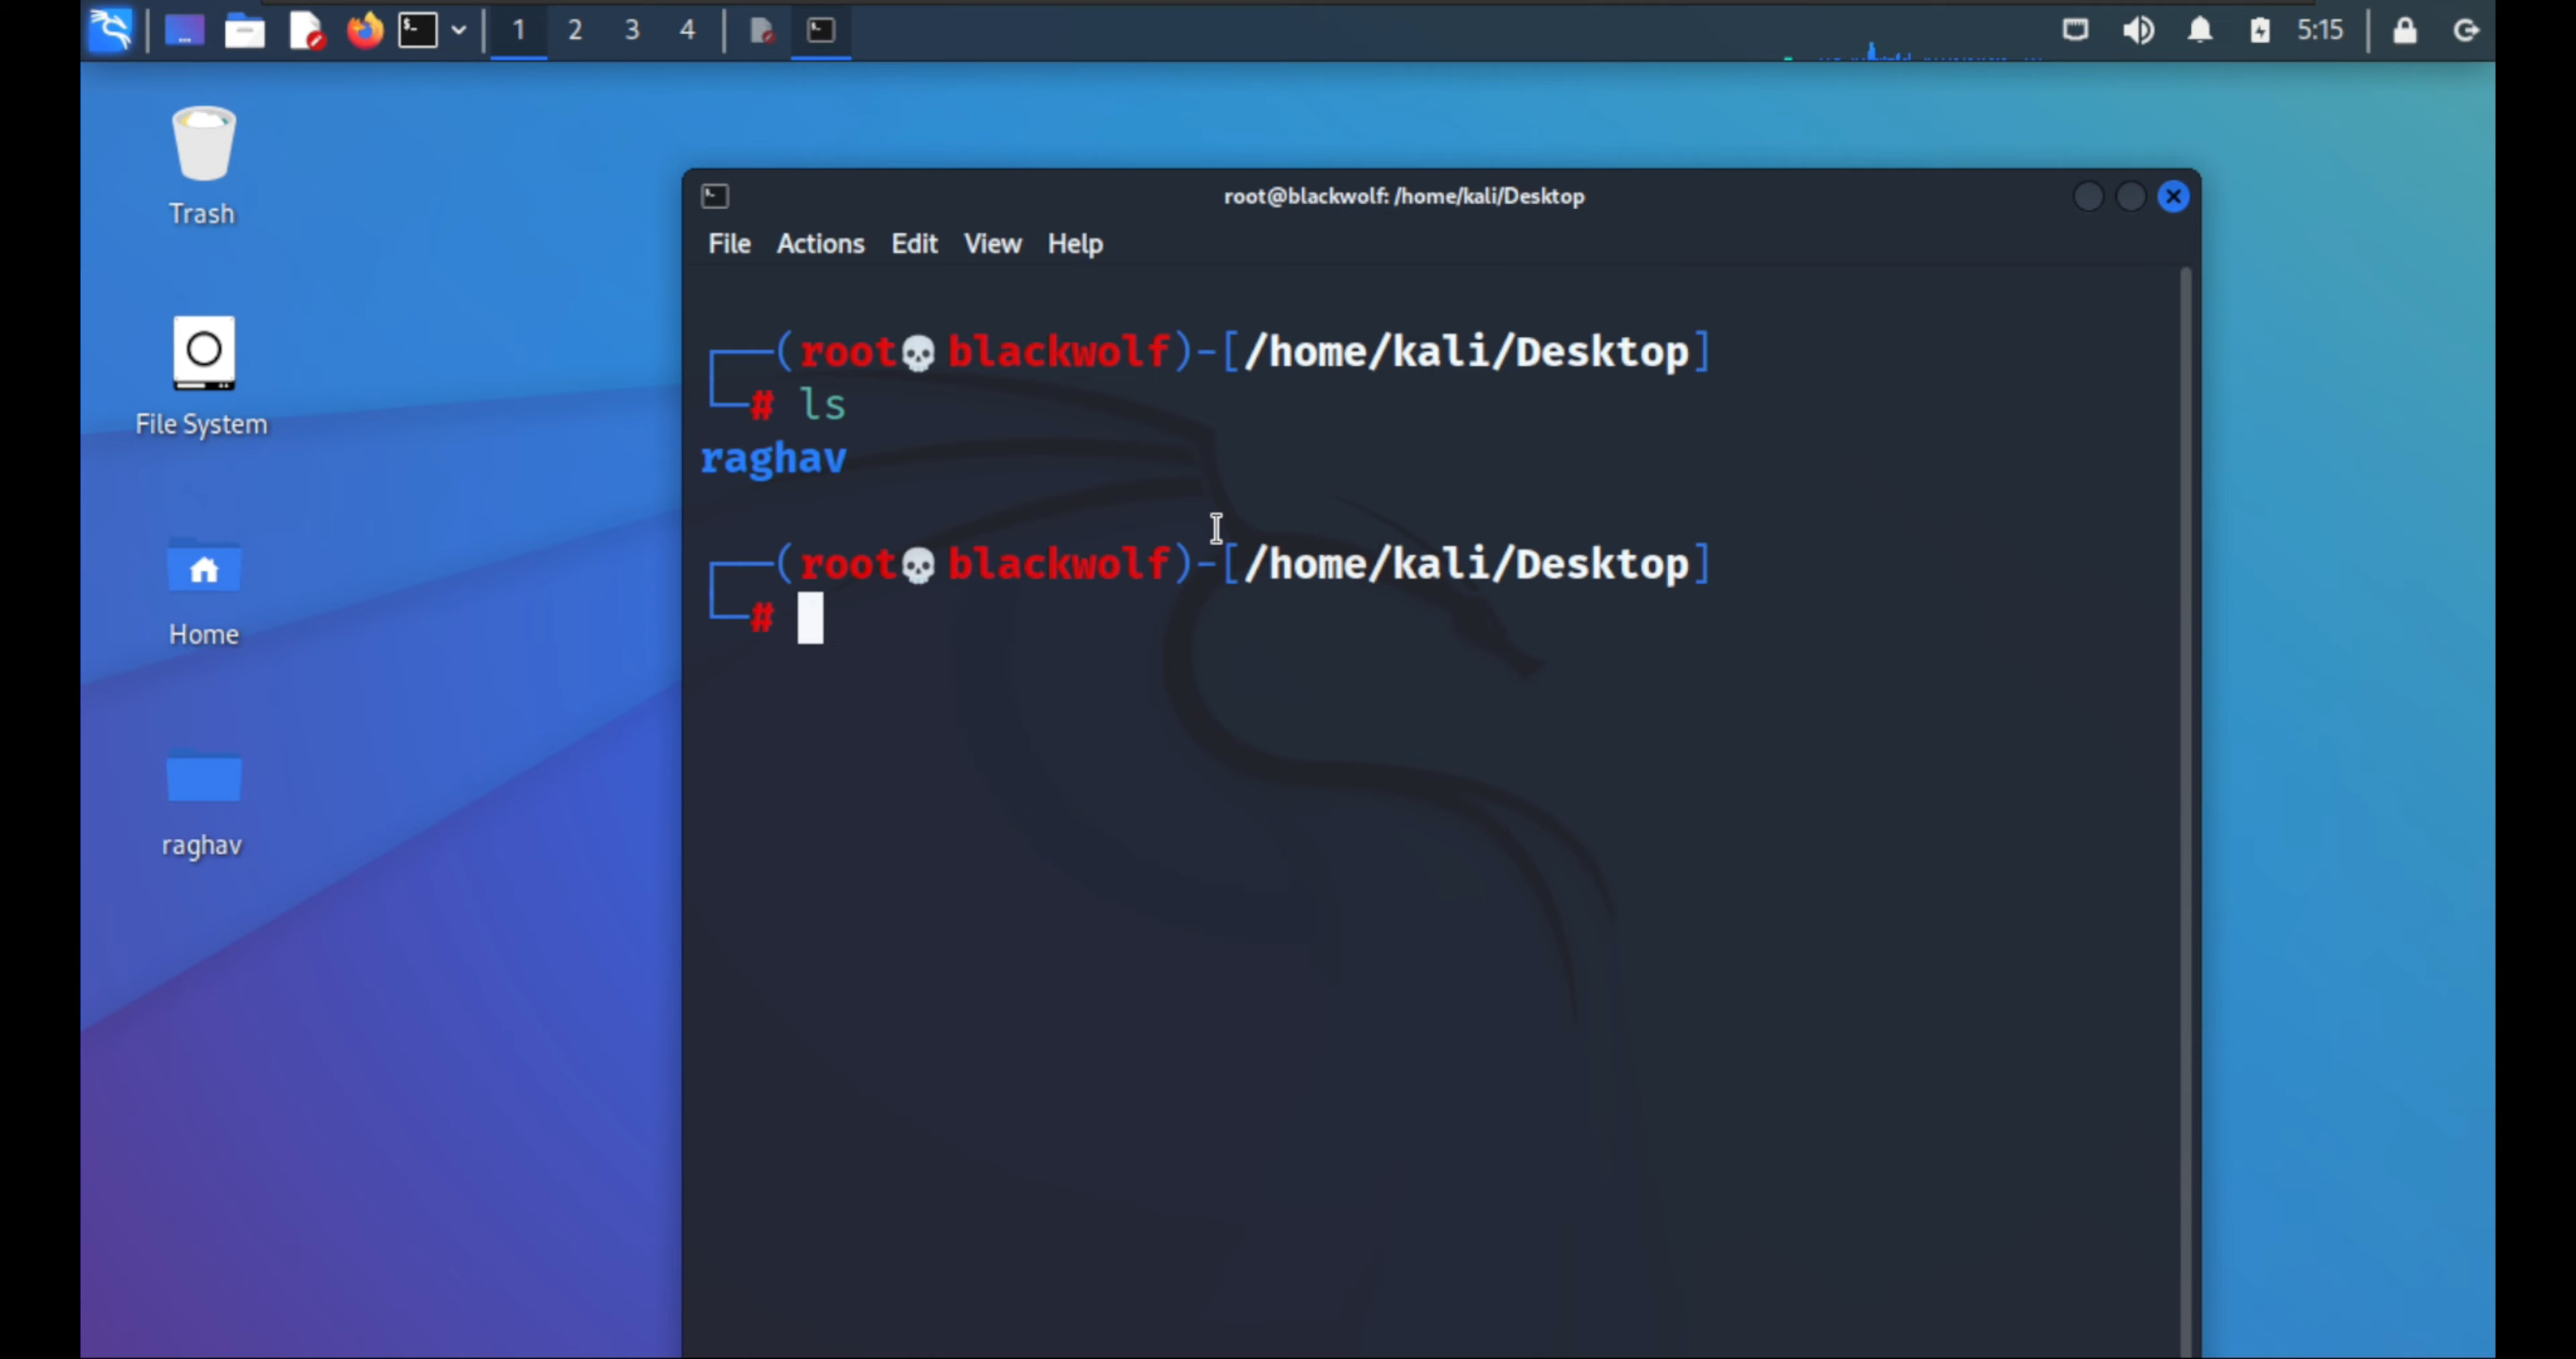 1 2 3 4 5:15
Trash
File System
Home
raghav
root@blackwolf: /home/kali/Desktop
File Actions Edit View Help
┌──(root💀blackwolf)-[/home/kali/Desktop]
└─# ls
raghav
┌──(root💀blackwolf)-[/home/kali/Desktop]
└─#